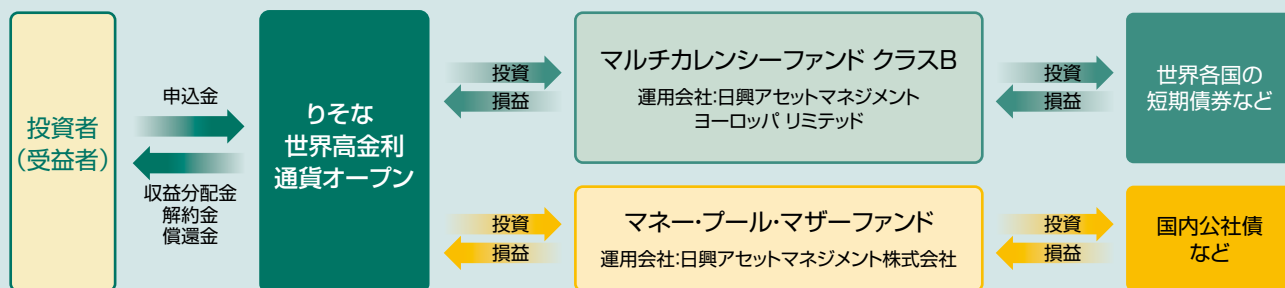 投資者
(受益者)
申込金
収益分配金
解約金
償還金
りそな
世界高金利
通貨オープン
投資
損益
マルチカレンシーファンド クラスB
運用会社:日興アセットマネジメント
ヨーロッパ リミテッド
投資
損益
世界各国の
短期債券など
投資
損益
マネー・プール・マザーファンド
運用会社:日興アセットマネジメント株式会社
投資
損益
国内公社債
など